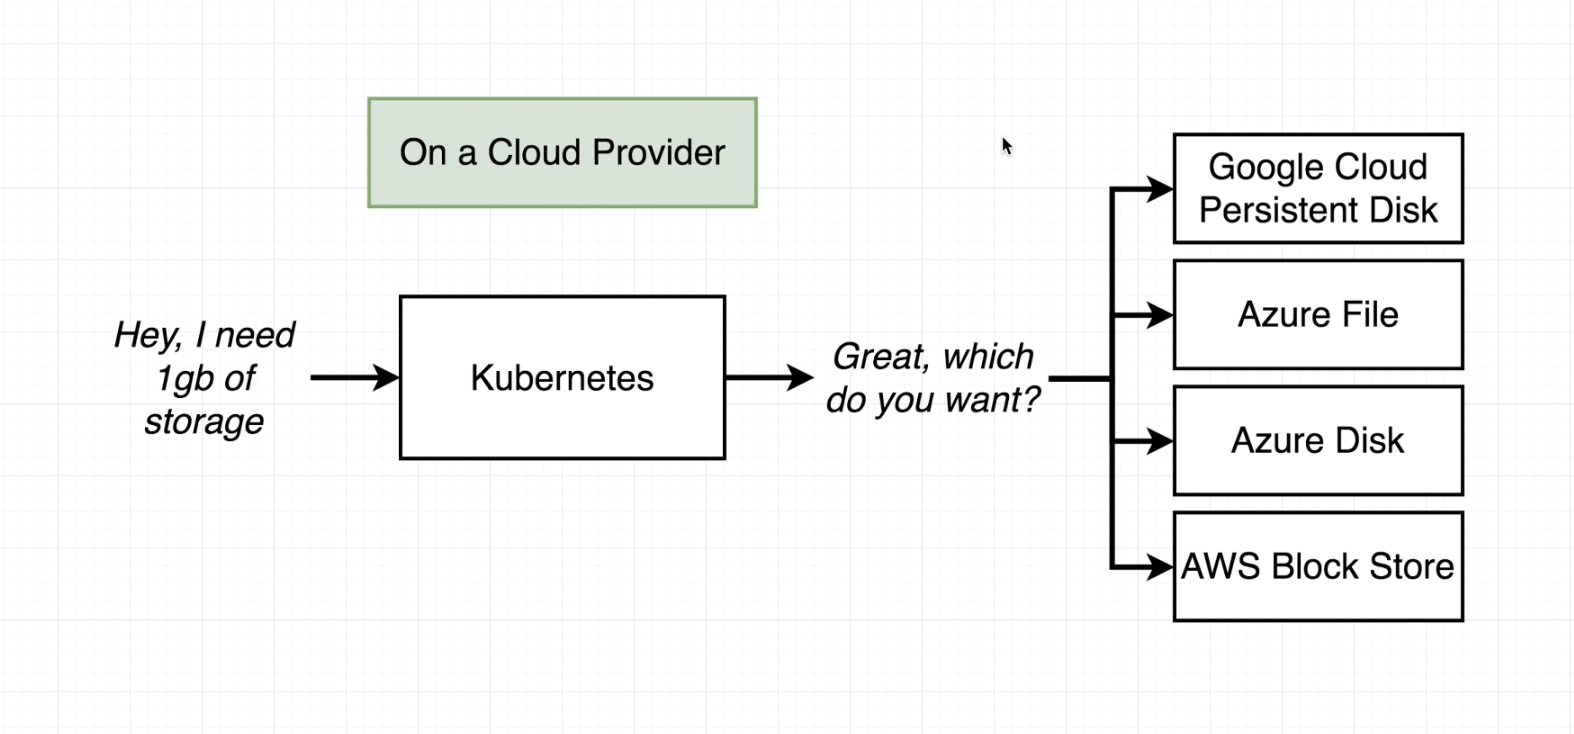 On a Cloud Provider
Hey, I need
1gb of
storage
Kubernetes
Great, which
do you want?
Google Cloud
Persistent Disk
Azure File
Azure Disk
AWS Block Store